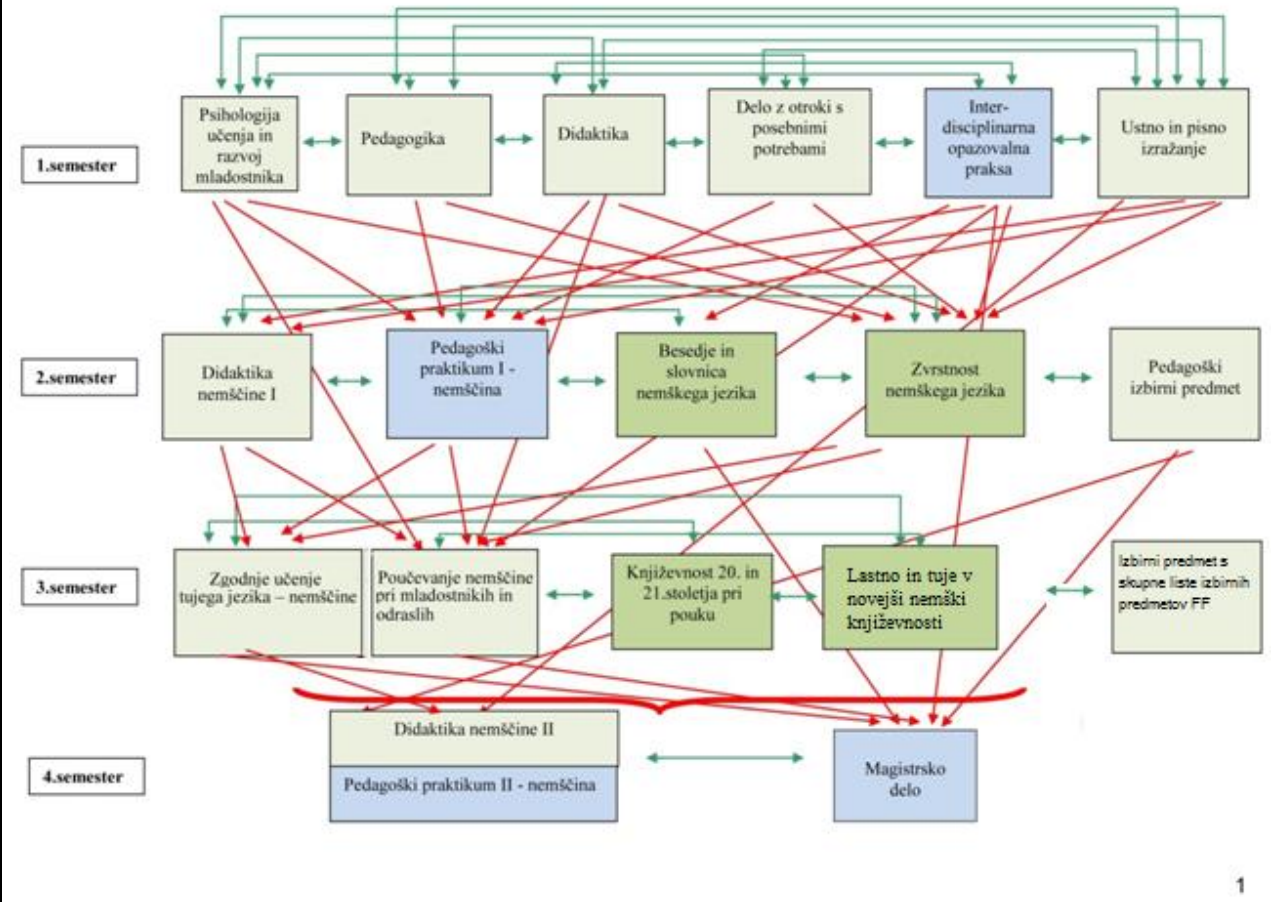 1.semester
Psihologija
učenja in
razvoj
mladostnika
Pedagogika
Didaktika
Delo z otroki s
posebnimi
potrebami
Inter-
disciplinarna
opazovalna
praksa
Ustno in pisno
izražanje
2.semester
Didaktika
nemščine I
Pedagoški
praktikum I -
nemščina
Besedje in
slovnica
nemškega jezika
Zvrstnost
nemškega jezika
Pedagoški
izbirni predmet
3.semester
Zgodnje učenje
tujega jezika – nemščine
Poučevanje nemščine
pri mladostnikih in
odraslih
Književnost 20. in
21.stoletja pri
pouku
Lastno in tuje v
novejši nemški
književnosti
Izbirni predmet s
skupne liste izbirnih
predmetov FF
4.semester
Didaktika nemščine II
Pedagoški praktikum II - nemščina
Magistrsko
delo
1